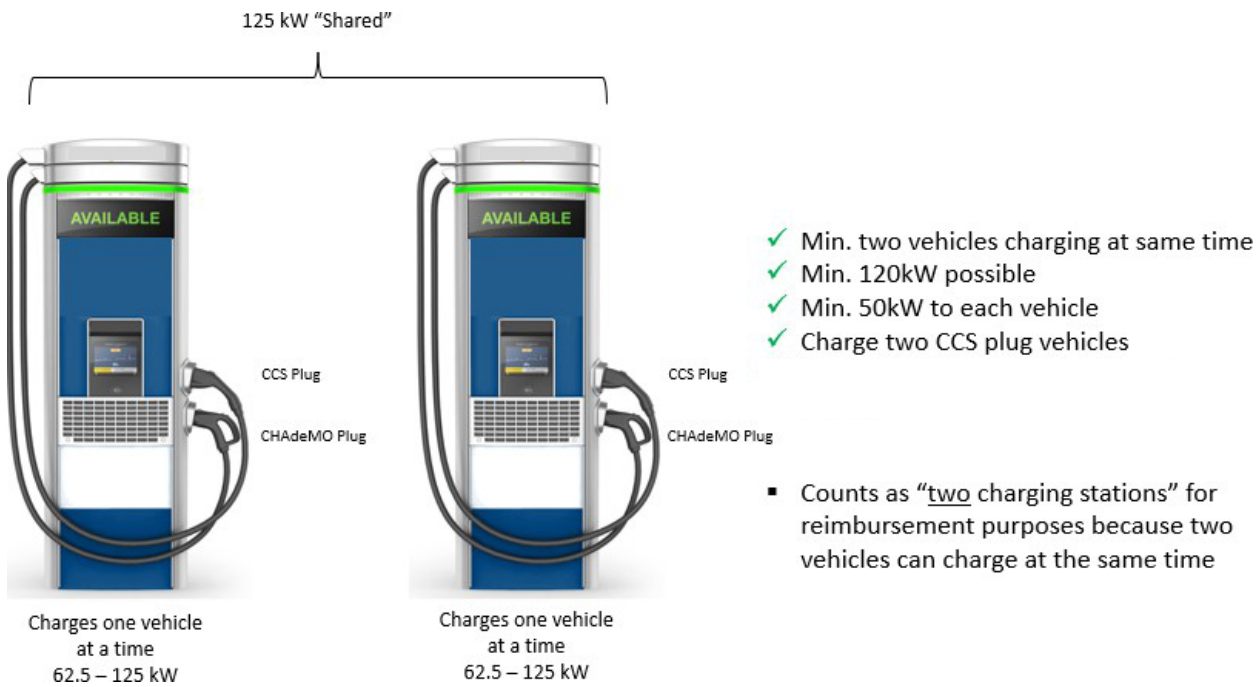 125 kW “Shared”
AVAILABLE
AVAILABLE
CCS Plug
CHAdeMO Plug
CCS Plug
CHAdeMO Plug
Charges one vehicle
at a time
62.5 – 125 kW
Charges one vehicle
at a time
62.5 – 125 kW
✓ Min. two vehicles charging at same time
✓ Min. 120kW possible
✓ Min. 50kW to each vehicle
✓ Charge two CCS plug vehicles
▪ Counts as “two charging stations” for
reimbursement purposes because two
vehicles can charge at the same time